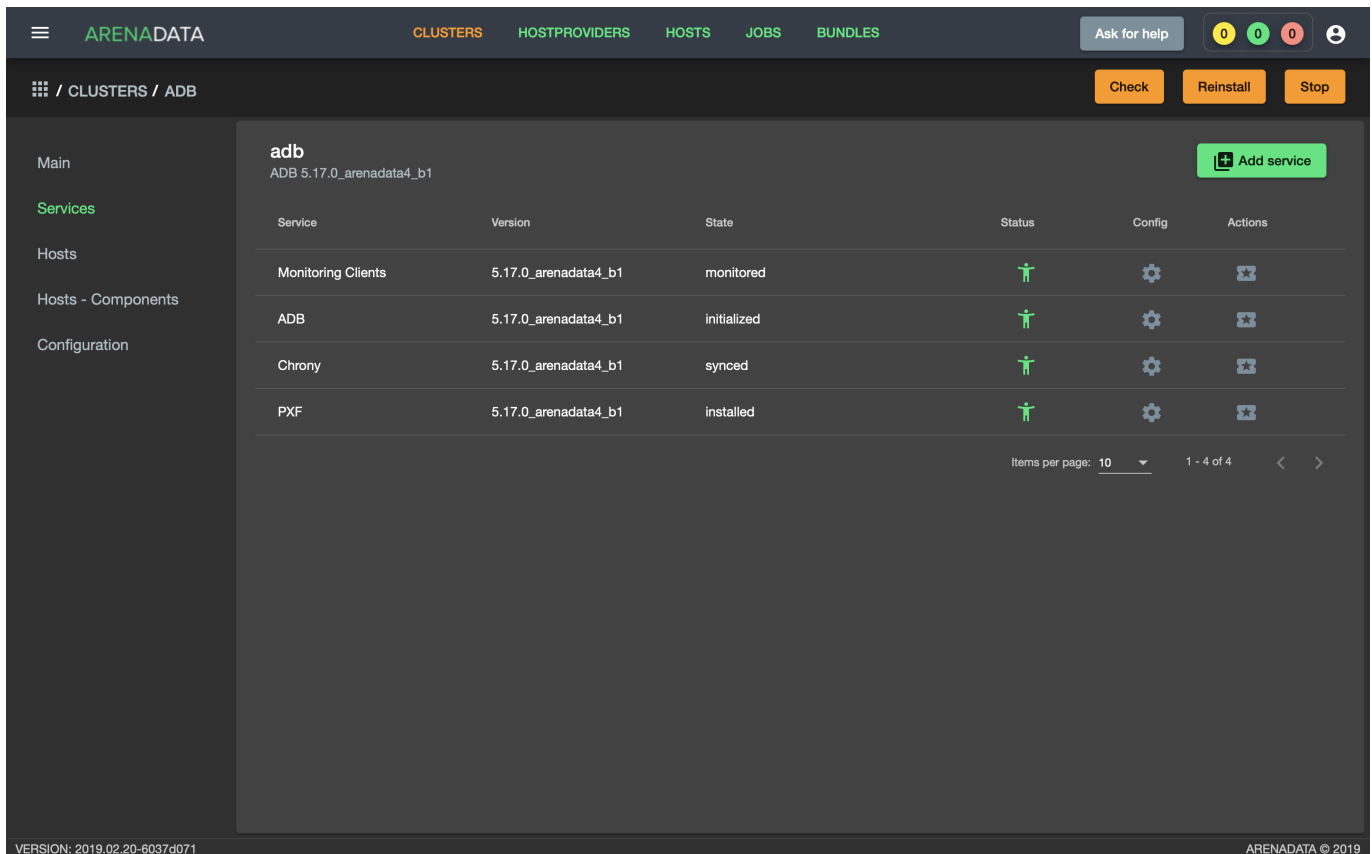 ARENADATA CLUSTERS HOSTPROVIDERS HOSTS JOBS BUNDLES Ask for help 0 0 0
/ CLUSTERS / ADB Check Reinstall Stop
Main
Services
Hosts
Hosts - Components
Configuration
adb
ADB 5.17.0_arenadata4_b1
Add service
Service Version State Status Config Actions
Monitoring Clients 5.17.0_arenadata4_b1 monitored
ADB 5.17.0_arenadata4_b1 initialized
Chrony 5.17.0_arenadata4_b1 synced
PXF 5.17.0_arenadata4_b1 installed
Items per page: 10 1 - 4 of 4
VERSION: 2019.02.20-6037d071 ARENADATA © 2019